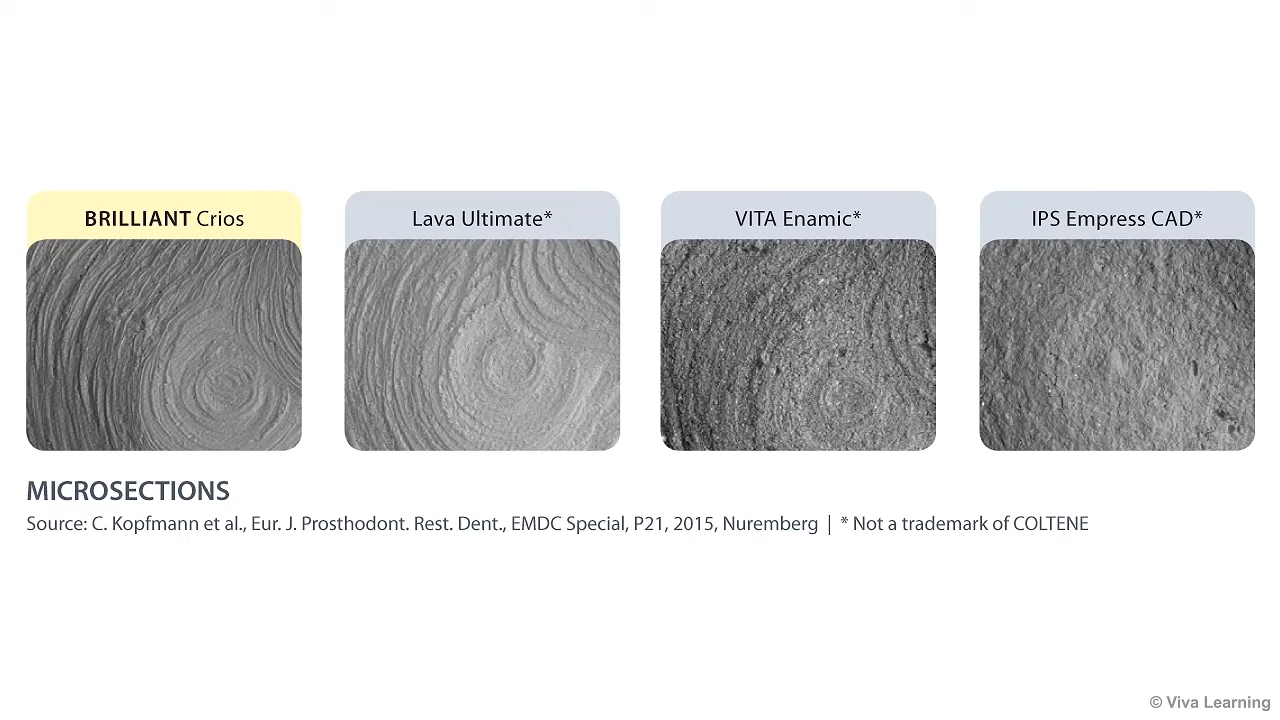 BRILLIANT Crios
Lava Ultimate*
VITA Enamic*
IPS Empress CAD*
MICROSECTIONS
Source: C. Kopfmann et al., Eur. J. Prosthodont. Rest. Dent., EMDC Special, P21, 2015, Nuremberg | * Not a trademark of COLTENE
© Viva Learning